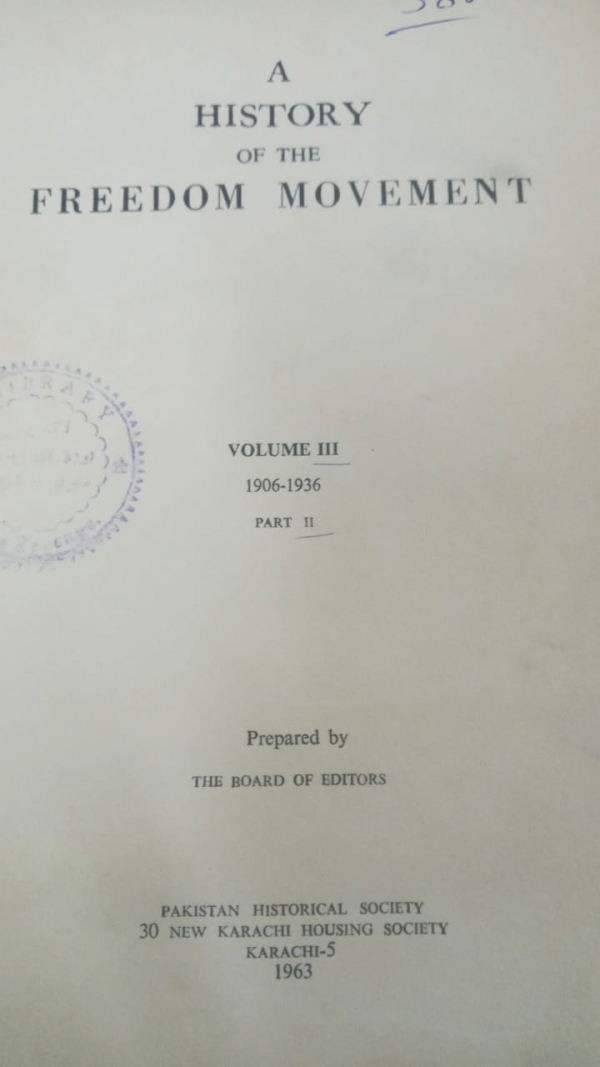 A
HISTORY
OF THE
FREEDOM MOVEMENT
LIBRARY
VOLUME III
1906-1936
PART II
Prepared by
THE BOARD OF EDITORS
PAKISTAN HISTORICAL SOCIETY
30 NEW KARACHI HOUSING SOCIETY
KARACHI-5
1963